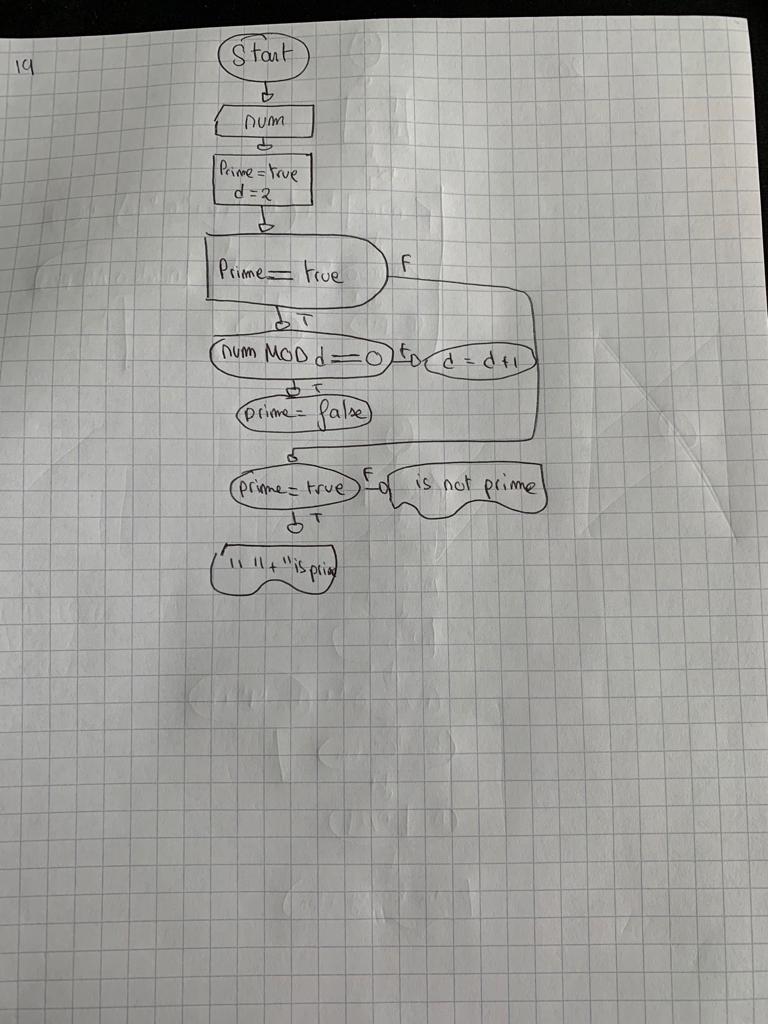 19
Start
num
Prime = true
d = 2
Prime == true
F
T
num MOD d == 0
F
d = d+1
T
prime = false
prime = true
F
is not prime
T
" " + "is prime